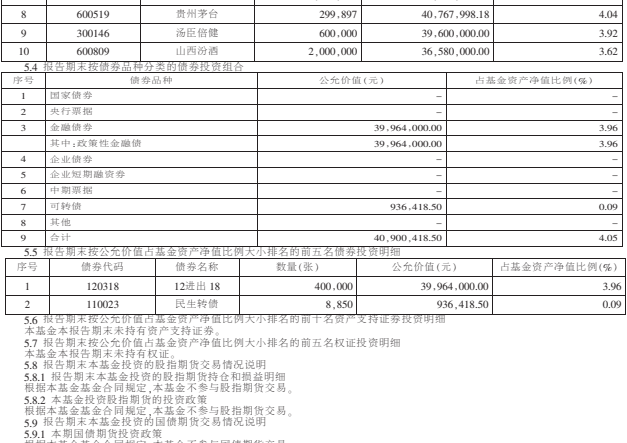 8 600519 贵州茅台 299,897 40,767,998.18 4.04
9 300146 汤臣倍健 600,000 39,600,000.00 3.92
10 600809 山西汾酒 2,000,000 36,580,000.00 3.62
5.4 报告期末按债券品种分类的债券投资组合
序号 债券品种 公允价值(元) 占基金资产净值比例(%)
1 国家债券 – –
2 央行票据 – –
3 金融债券 39,964,000.00 3.96
其中:政策性金融债 39,964,000.00 3.96
4 企业债券 – –
5 企业短期融资券 – –
6 中期票据 – –
7 可转债 936,418.50 0.09
8 其他 – –
9 合计 40,900,418.50 4.05
5.5 报告期末按公允价值占基金资产净值比例大小排名的前五名债券投资明细
序号 债券代码 债券名称 数量(张) 公允价值(元) 占基金资产净值比例(%)
1 120318 12进出 18 400,000 39,964,000.00 3.96
2 110023 民生转债 8,850 936,418.50 0.09
5.6 报告期末按公允价值占基金资产净值比例大小排名的前十名资产支持证券投资明细
本基金本报告期末未持有资产支持证券。
5.7 报告期末按公允价值占基金资产净值比例大小排名的前五名权证投资明细
本基金本报告期末未持有权证。
5.8 报告期末本基金投资的股指期货交易情况说明
5.8.1 报告期末本基金投资的股指期货持仓和损益明细
根据本基金基金合同规定,本基金不参与股指期货交易。
5.8.2 本基金投资股指期货的投资政策
根据本基金基金合同规定,本基金不参与股指期货交易。
5.9 报告期末本基金投资的国债期货交易情况说明
5.9.1 本期国债期货投资政策